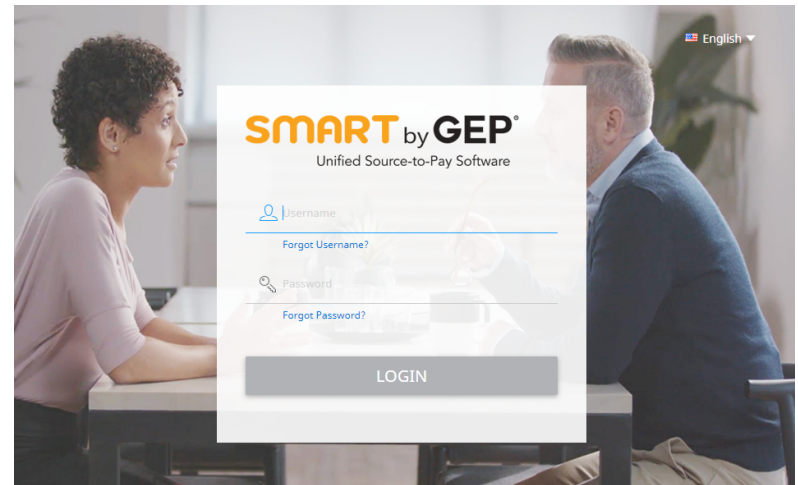 English
SMART by GEP®
Unified Source-to-Pay Software
Username
Forgot Username?
Password
Forgot Password?
LOGIN